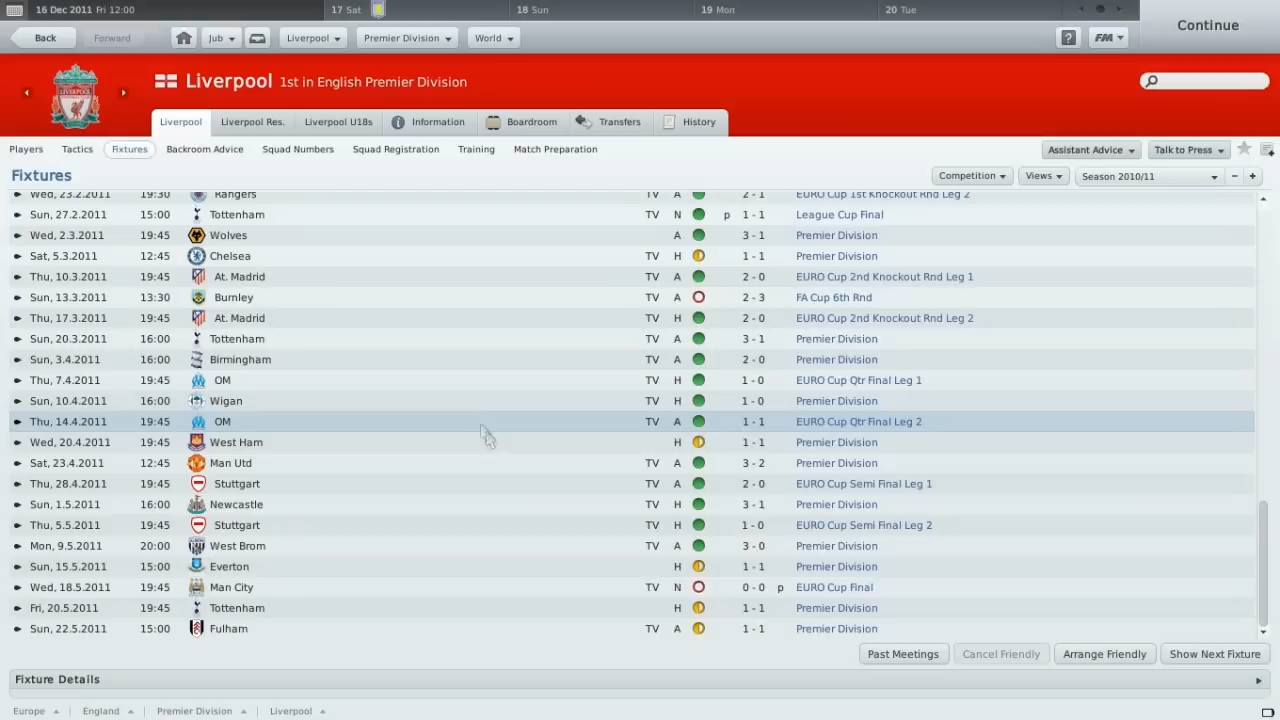 16 Dec 2011 Fri 12:00 17 Sat 18 Sun 19 Mon 20 Tue
Continue
Back Forward Job Liverpool Premier Division World ? FM
Liverpool 1st in English Premier Division
Liverpool Liverpool Res. Liverpool U18s Information Boardroom Transfers History
Players Tactics Fixtures Backroom Advice Squad Numbers Squad Registration Training Match Preparation Assistant Advice Talk to Press
Fixtures Competition Views Season 2010/11 - +
Wed, 23.2.2011 19:30 Rangers TV A 2 - 1 EURO Cup 1st Knockout Rnd Leg 2
Sun, 27.2.2011 15:00 Tottenham TV N p 1 - 1 League Cup Final
Wed, 2.3.2011 19:45 Wolves A 3 - 1 Premier Division
Sat, 5.3.2011 12:45 Chelsea TV H 1 - 1 Premier Division
Thu, 10.3.2011 19:45 At. Madrid TV A 2 - 0 EURO Cup 2nd Knockout Rnd Leg 1
Sun, 13.3.2011 13:30 Burnley TV A 2 - 3 FA Cup 6th Rnd
Thu, 17.3.2011 19:45 At. Madrid TV H 2 - 0 EURO Cup 2nd Knockout Rnd Leg 2
Sun, 20.3.2011 16:00 Tottenham TV A 3 - 1 Premier Division
Sun, 3.4.2011 16:00 Birmingham TV A 2 - 0 Premier Division
Thu, 7.4.2011 19:45 OM TV H 1 - 0 EURO Cup Qtr Final Leg 1
Sun, 10.4.2011 16:00 Wigan TV H 1 - 0 Premier Division
Thu, 14.4.2011 19:45 OM TV A 1 - 1 EURO Cup Qtr Final Leg 2
Wed, 20.4.2011 19:45 West Ham H 1 - 1 Premier Division
Sat, 23.4.2011 12:45 Man Utd TV A 3 - 2 Premier Division
Thu, 28.4.2011 19:45 Stuttgart TV A 2 - 0 EURO Cup Semi Final Leg 1
Sun, 1.5.2011 16:00 Newcastle TV H 3 - 1 Premier Division
Thu, 5.5.2011 19:45 Stuttgart TV H 1 - 0 EURO Cup Semi Final Leg 2
Mon, 9.5.2011 20:00 West Brom TV A 3 - 0 Premier Division
Sun, 15.5.2011 15:00 Everton H 1 - 1 Premier Division
Wed, 18.5.2011 19:45 Man City TV N 0 - 0 p EURO Cup Final
Fri, 20.5.2011 19:45 Tottenham H 1 - 1 Premier Division
Sun, 22.5.2011 15:00 Fulham TV A 1 - 1 Premier Division
Past Meetings Cancel Friendly Arrange Friendly Show Next Fixture
Fixture Details
Europe England Premier Division Liverpool